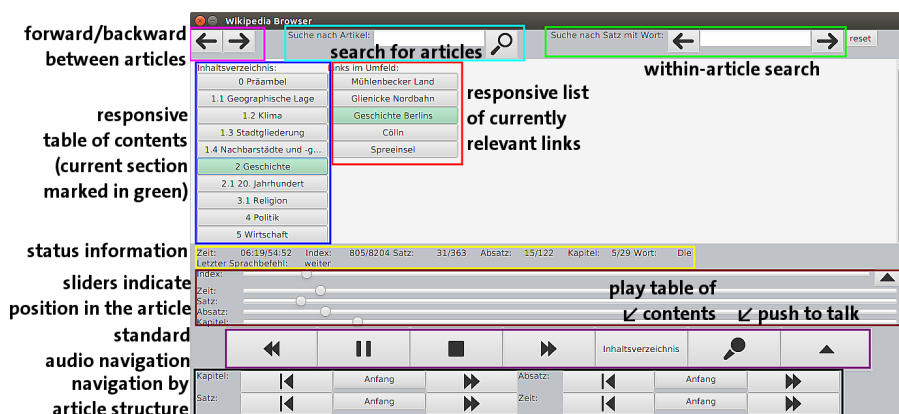 Wikipedia Browser
forward/backward
between articles
Suche nach Artikel:
search for articles
Suche nach Satz mit Wort:
reset
within-article search
Inhaltsverzeichnis:
0 Präambel
1.1 Geographische Lage
1.2 Klima
1.3 Stadtgliederung
1.4 Nachbarstädte und -g...
2 Geschichte
2.1 20. Jahrhundert
3.1 Religion
4 Politik
5 Wirtschaft
Links im Umfeld:
Mühlenbecker Land
Glienicke Nordbahn
Geschichte Berlins
Cölln
Spreeinsel
responsive list
of currently
relevant links
responsive
table of contents
(current section
marked in green)
status information
Zeit: 06:19/54:52 Index: 805/8204 Satz: 31/363 Absatz: 15/122 Kapitel: 5/29 Wort: Die
Letzter Sprachbefehl: weiter
sliders indicate
position in the article
Index:
Zeit:
Satz:
Absatz:
Kapitel:
play table of
contents
push to talk
standard
audio navigation
Inhaltsverzeichnis
navigation by
article structure
Kapitel: Anfang Absatz: Anfang
Satz: Anfang Zeit: Anfang